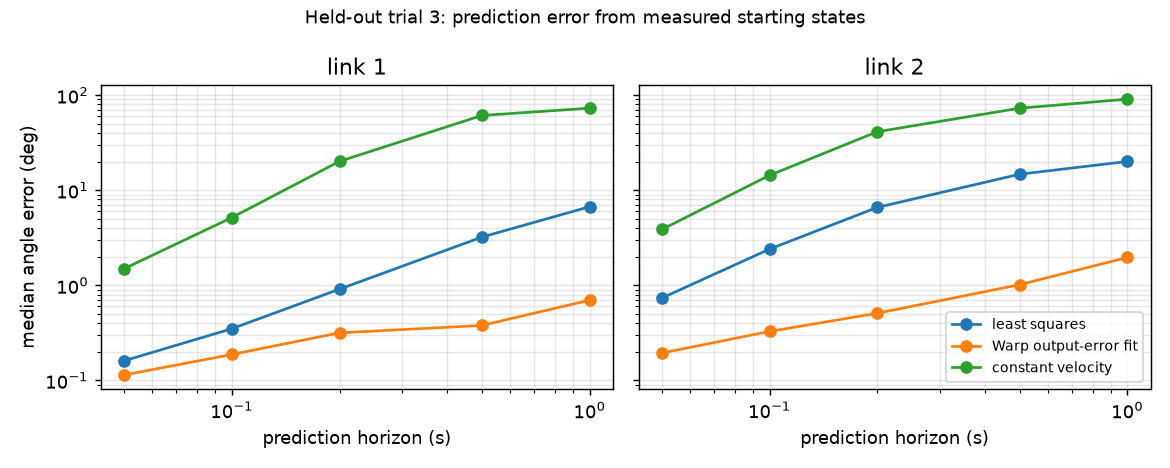 Held-out trial 3: prediction error from measured starting states
link 1
link 2
median angle error (deg)
10²
10¹
10⁰
10⁻¹
10⁻¹
10⁰
10⁻¹
10⁰
prediction horizon (s)
prediction horizon (s)
least squares
Warp output-error fit
constant velocity